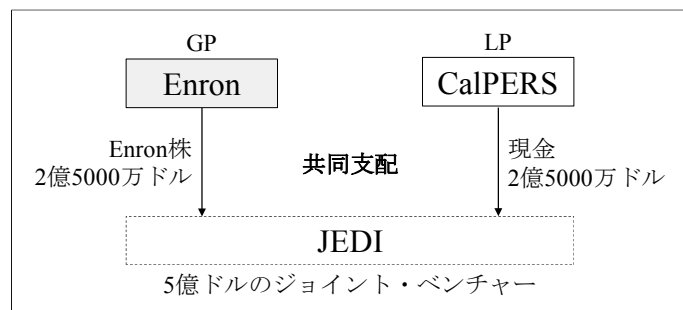 GP
LP
Enron
CalPERS
Enron株
2億5000万ドル
共同支配
現金
2億5000万ドル
JEDI
5億ドルのジョイント・ベンチャー